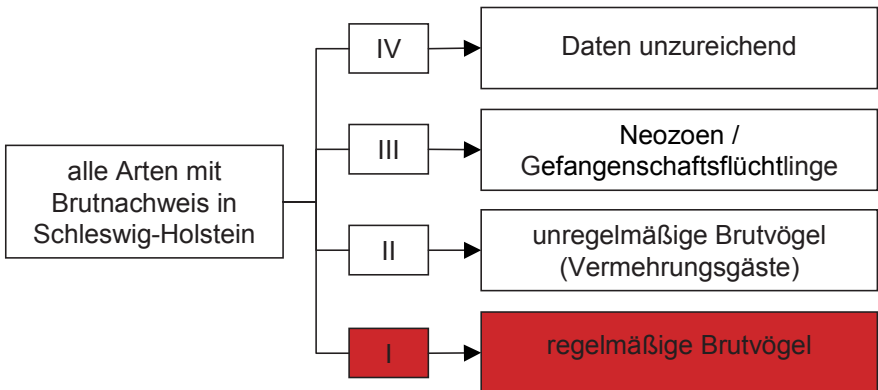 IV
Daten unzureichend
III
Neozoen /
Gefangenschaftsflüchtlinge
alle Arten mit
Brutnachweis in
Schleswig-Holstein
II
unregelmäßige Brutvögel
(Vermehrungsgäste)
I
regelmäßige Brutvögel